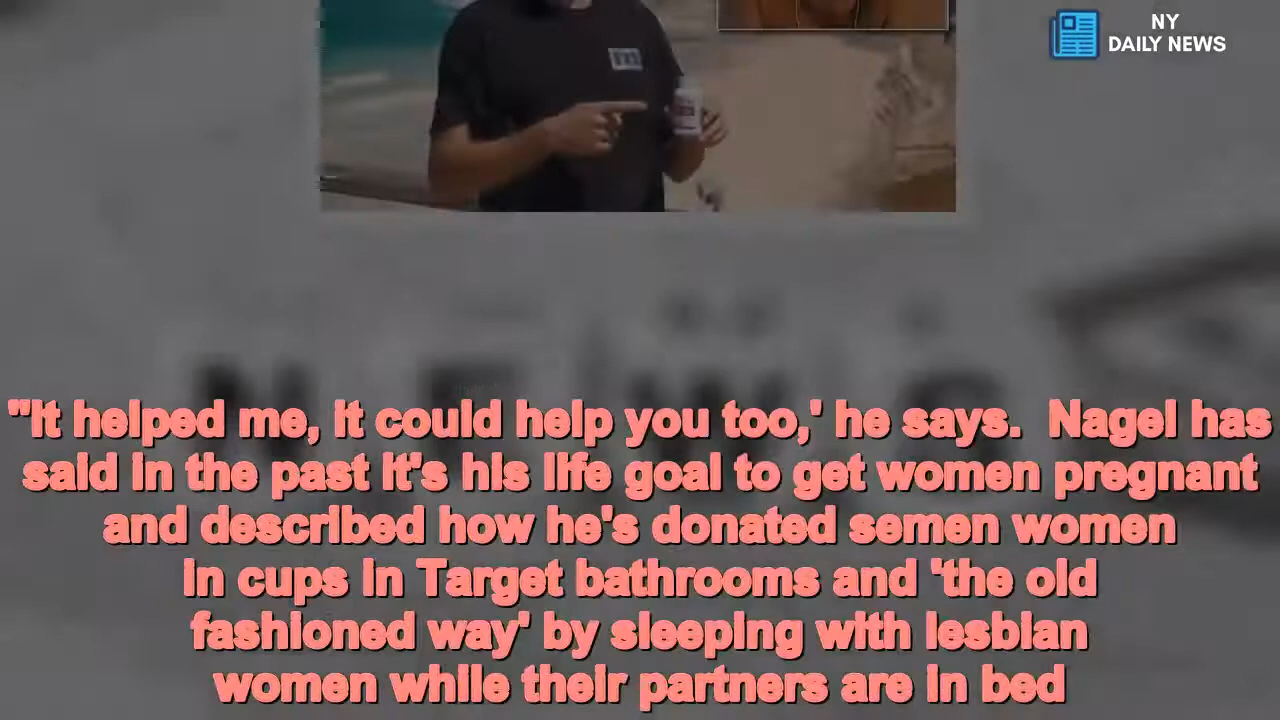 NY
DAILY NEWS
"It helped me, it could help you too,' he says.  Nagel has
said in the past it's his life goal to get women pregnant
and described how he's donated semen women
in cups in Target bathrooms and 'the old
fashioned way' by sleeping with lesbian
women while their partners are in bed
NEWS